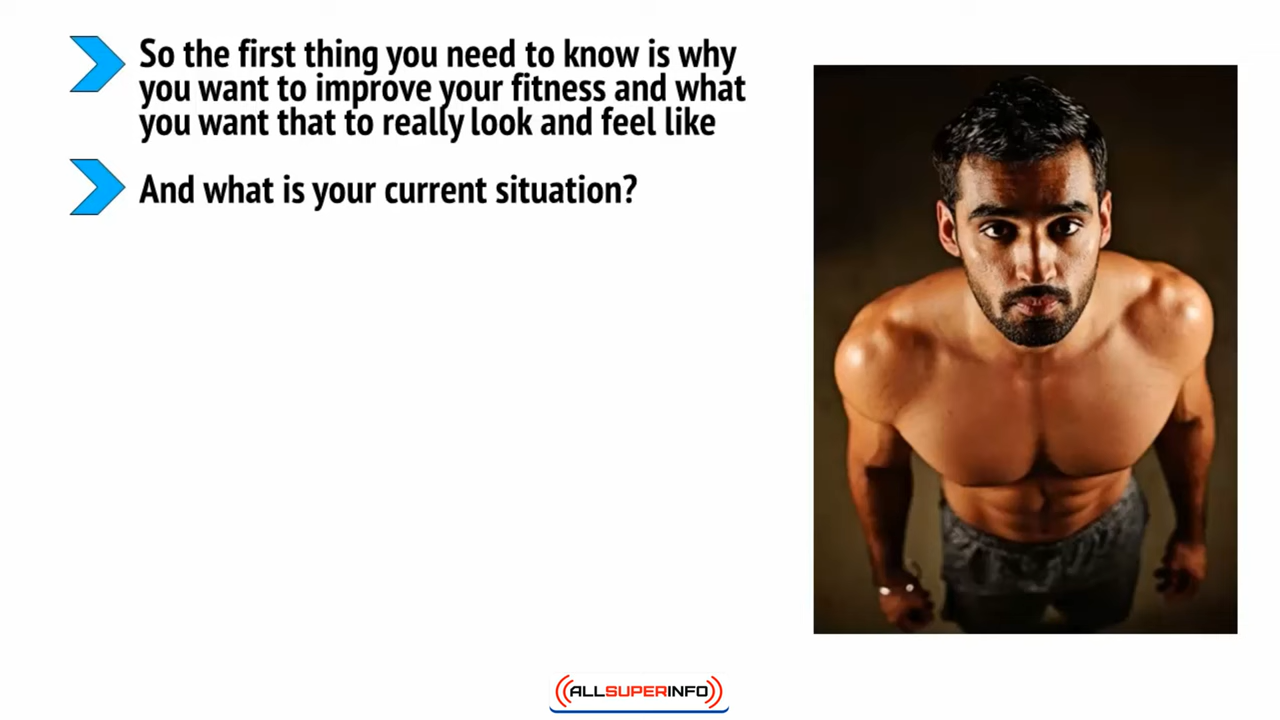 So the first thing you need to know is why
you want to improve your fitness and what
you want that to really look and feel like
And what is your current situation?
ALLSUPERINFO